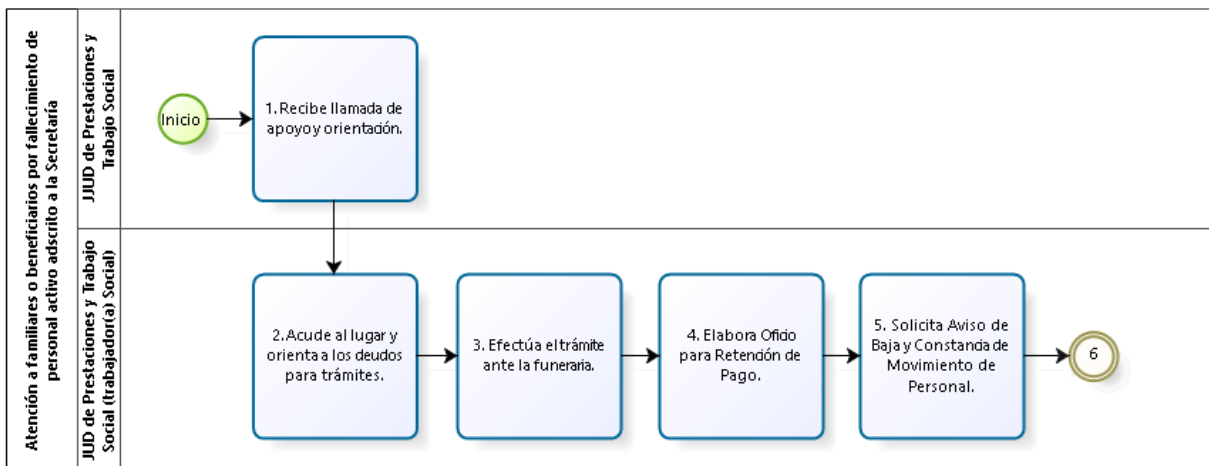 Atención a familiares o beneficiarios por fallecimiento de
personal activo adscrito a la Secretaría
JJUD de Prestaciones y
Trabajo Social
Inicio
1. Recibe llamada de
apoyo y orientación.
JUD de Prestaciones y Trabajo
Social (trabajador(a) Social)
2. Acude al lugar y
orienta a los deudos
para trámites.
3. Efectúa el trámite
ante la funeraria.
4. Elabora Oficio
para Retención de
Pago.
5. Solicita Aviso de
Baja y Constancia de
Movimiento de
Personal.
6